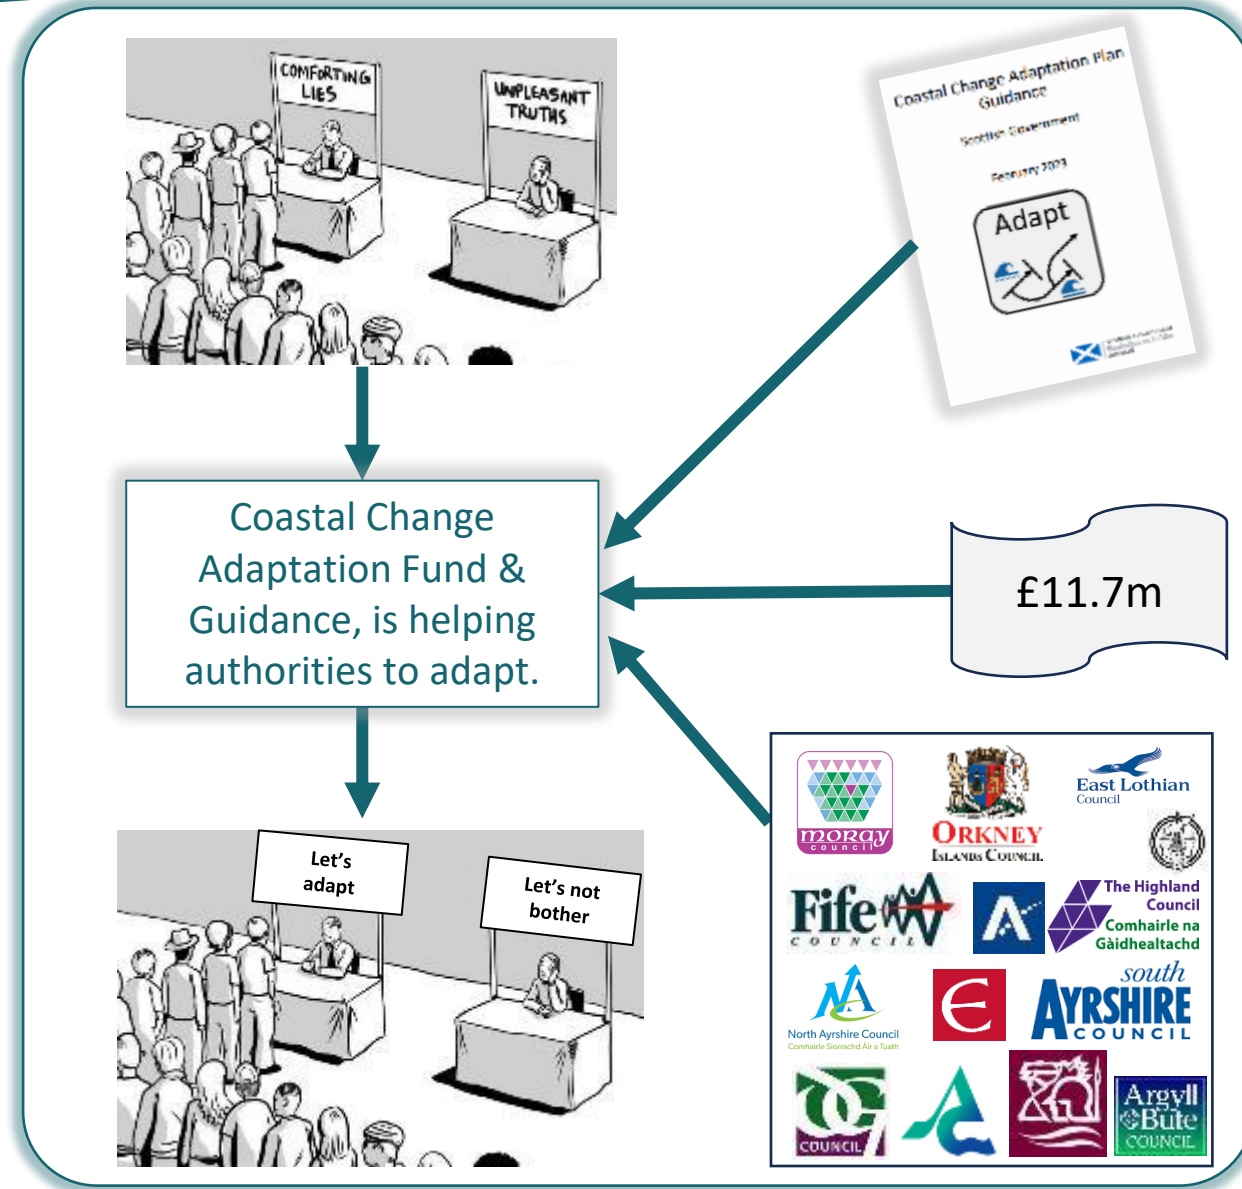 COMFORTING
LIES
UNPLEASANT
TRUTHS
Coastal Change Adaptation Plan
Guidance
Scottish Government
February 2023
Adapt
Coastal Change
Adaptation Fund &
Guidance, is helping
authorities to adapt.
£11.7m
Let's
adapt
Let's not
bother
moray
council
ORKNEY
ISLANDS COUNCIL
East Lothian
Council
Fife
COUNCIL
The Highland
Council
Comhairle na
Gàidhealtachd
North Ayrshire Council
Comhairle Siorrachd Àir a Tuath
south
AYRSHIRE
COUNCIL
COUNCIL
Argyll
&Bute
COUNCIL